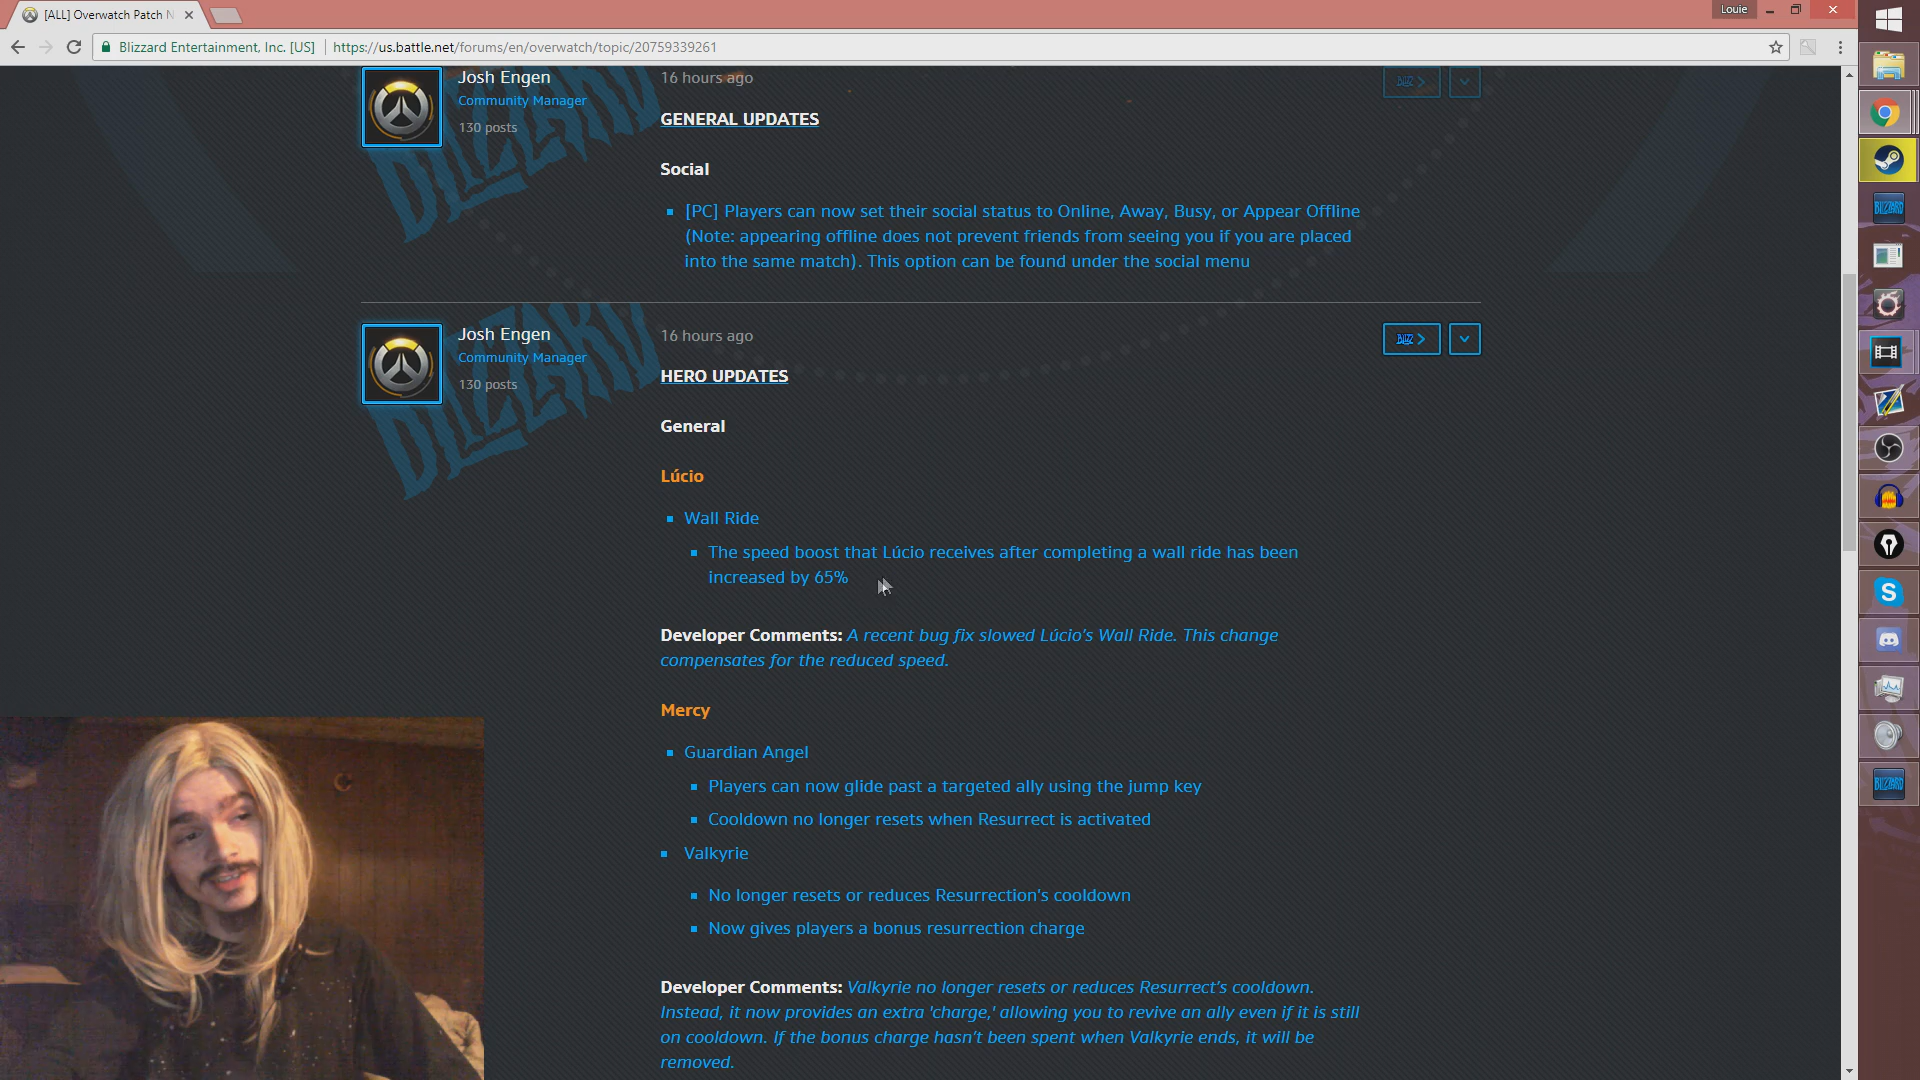 [ALL] Overwatch Patch N
Louie
Blizzard Entertainment, Inc. [US]
https://us.battle.net/forums/en/overwatch/topic/20759339261
Josh Engen
Community Manager
130 posts
16 hours ago
BLIZ
GENERAL UPDATES
Social
[PC] Players can now set their social status to Online, Away, Busy, or Appear Offline
(Note: appearing offline does not prevent friends from seeing you if you are placed
into the same match). This option can be found under the social menu
BLIZZARD
Josh Engen
Community Manager
130 posts
16 hours ago
BLIZ
HERO UPDATES
General
Lúcio
Wall Ride
The speed boost that Lúcio receives after completing a wall ride has been
increased by 65%
Developer Comments: A recent bug fix slowed Lúcio's Wall Ride. This change
compensates for the reduced speed.
Mercy
Guardian Angel
Players can now glide past a targeted ally using the jump key
Cooldown no longer resets when Resurrect is activated
Valkyrie
No longer resets or reduces Resurrection's cooldown
Now gives players a bonus resurrection charge
Developer Comments: Valkyrie no longer resets or reduces Resurrect's cooldown.
Instead, it now provides an extra 'charge,' allowing you to revive an ally even if it is still
on cooldown. If the bonus charge hasn't been spent when Valkyrie ends, it will be
removed.
BLIZZARD
BLIZZARD
BLIZZARD